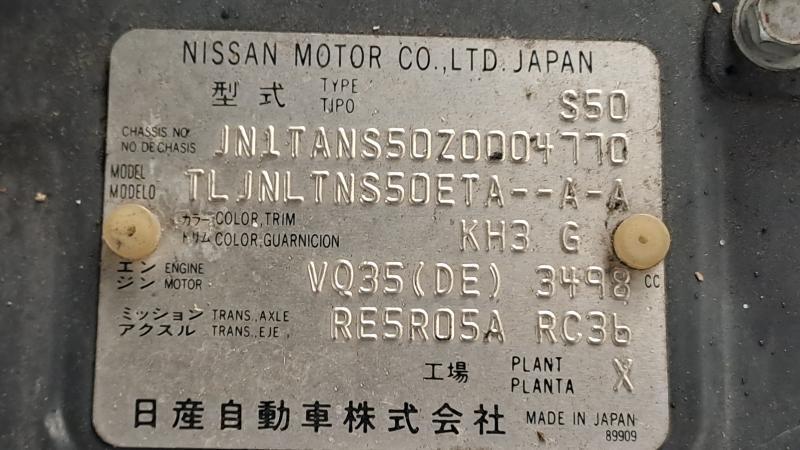 NISSAN MOTOR CO.,LTD. JAPAN
型式 TYPE TIPO S50
CHASSIS NO. NO DE CHASIS JN1TANS50Z0004770
MODEL MODELO TLJNLTNS50ETA--A-A
カラー COLOR,TRIM
トリム COLOR,GUARNICION KH3 G
エンジン ENGINE MOTOR VQ35(DE) 3498 CC
ミッション TRANS.,AXLE
アクスル TRANS.,EJE, RE5R05A RC36
工場 PLANT PLANTA X
日産自動車株式会社 MADE IN JAPAN
89909